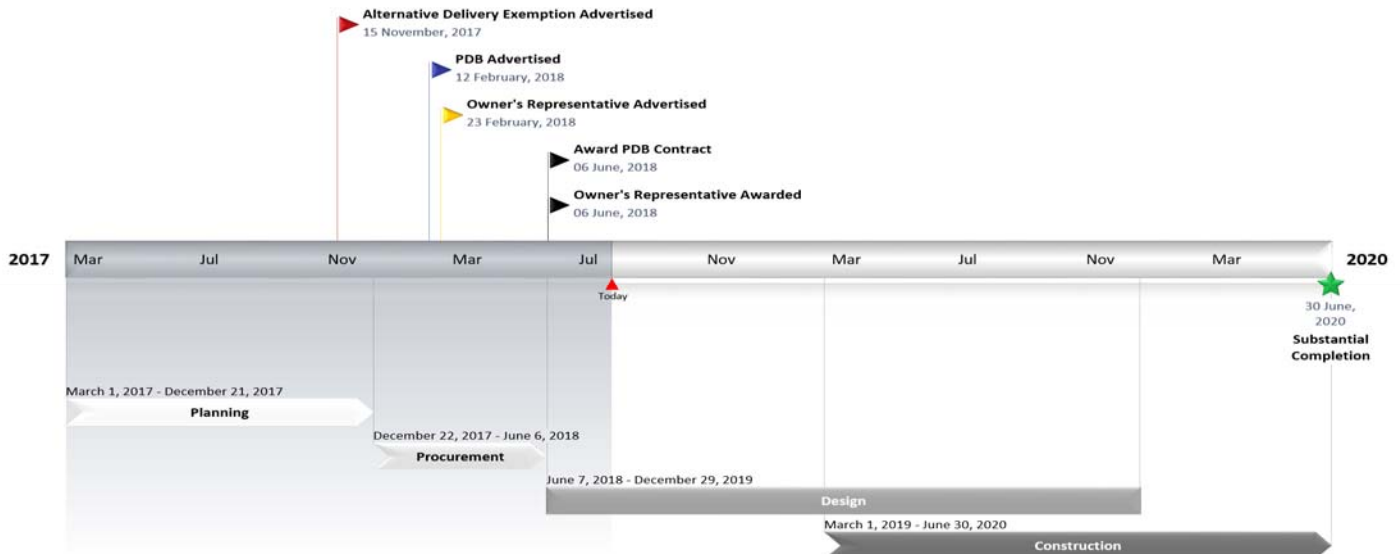 Alternative Delivery Exemption Advertised
15 November, 2017
PDB Advertised
12 February, 2018
Owner's Representative Advertised
23 February, 2018
Award PDB Contract
06 June, 2018
Owner's Representative Awarded
06 June, 2018
2017 Mar Jul Nov Mar Jul Nov Mar Jul Nov Mar 2020
Today
30 June,
2020
Substantial
Completion
March 1, 2017 - December 21, 2017
Planning
December 22, 2017 - June 6, 2018
Procurement
June 7, 2018 - December 29, 2019
Design
March 1, 2019 - June 30, 2020
Construction